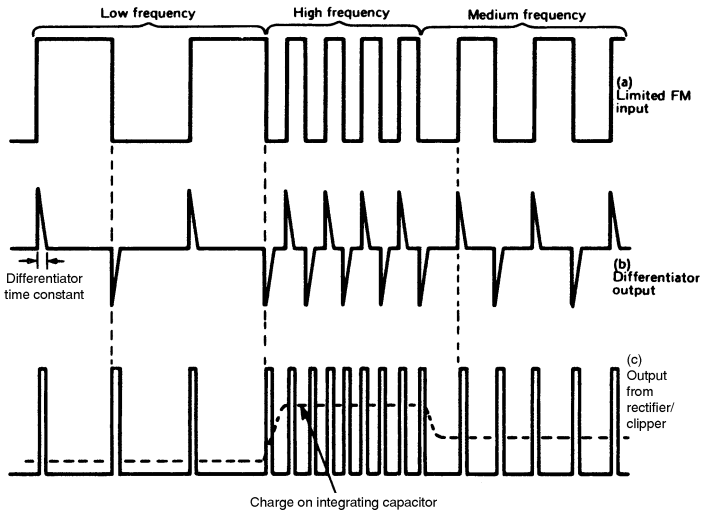 Low frequency
High frequency
Medium frequency
(a)
Limited FM
input
Differentiator
time constant
(b)
Differentiator
output
(c)
Output
from
rectifier/
clipper
Charge on integrating capacitor